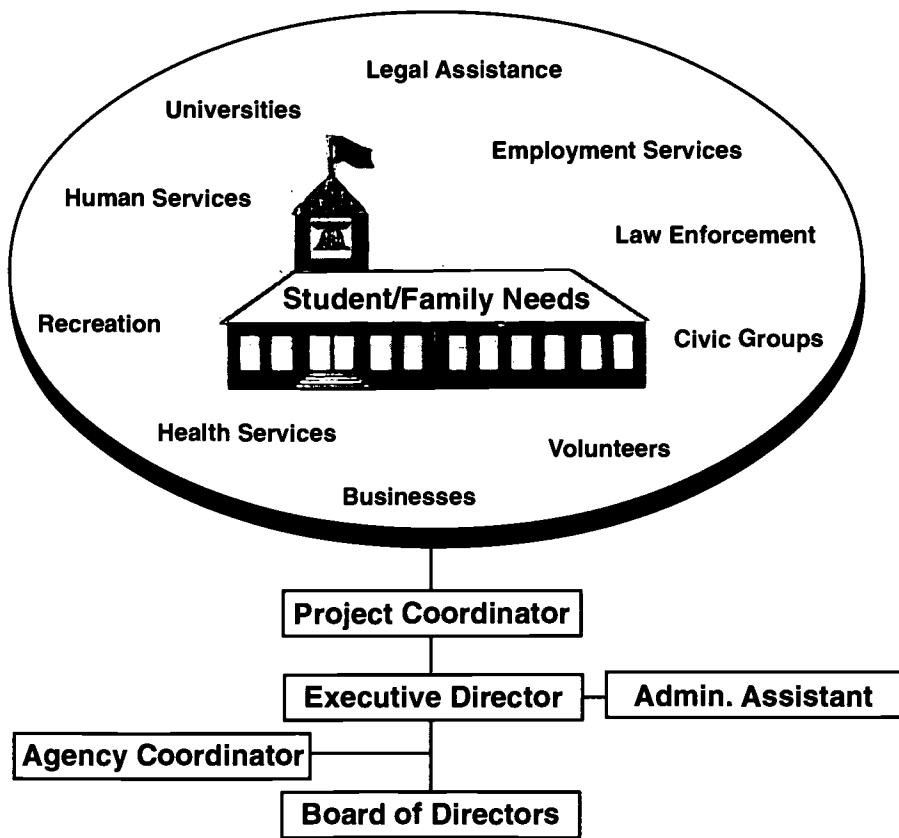 Legal Assistance
Universities
Employment Services
Human Services
Law Enforcement
Student/Family Needs
Recreation
Civic Groups
Health Services
Volunteers
Businesses
Project Coordinator
Executive Director
Admin. Assistant
Agency Coordinator
Board of Directors